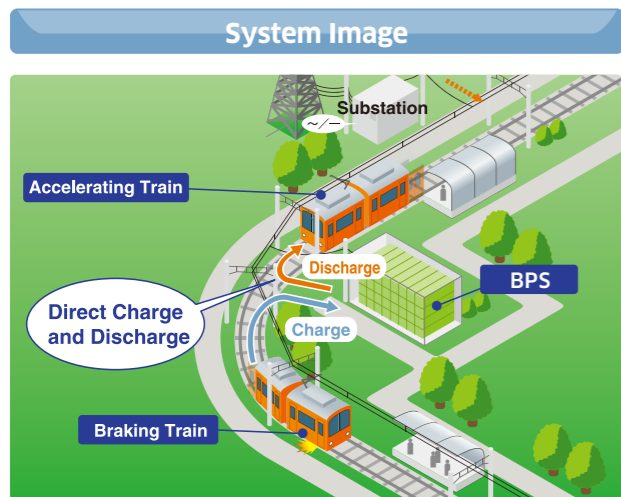 System Image
Substation
~/—
Accelerating Train
Discharge
BPS
Direct Charge
and Discharge
Charge
Braking Train